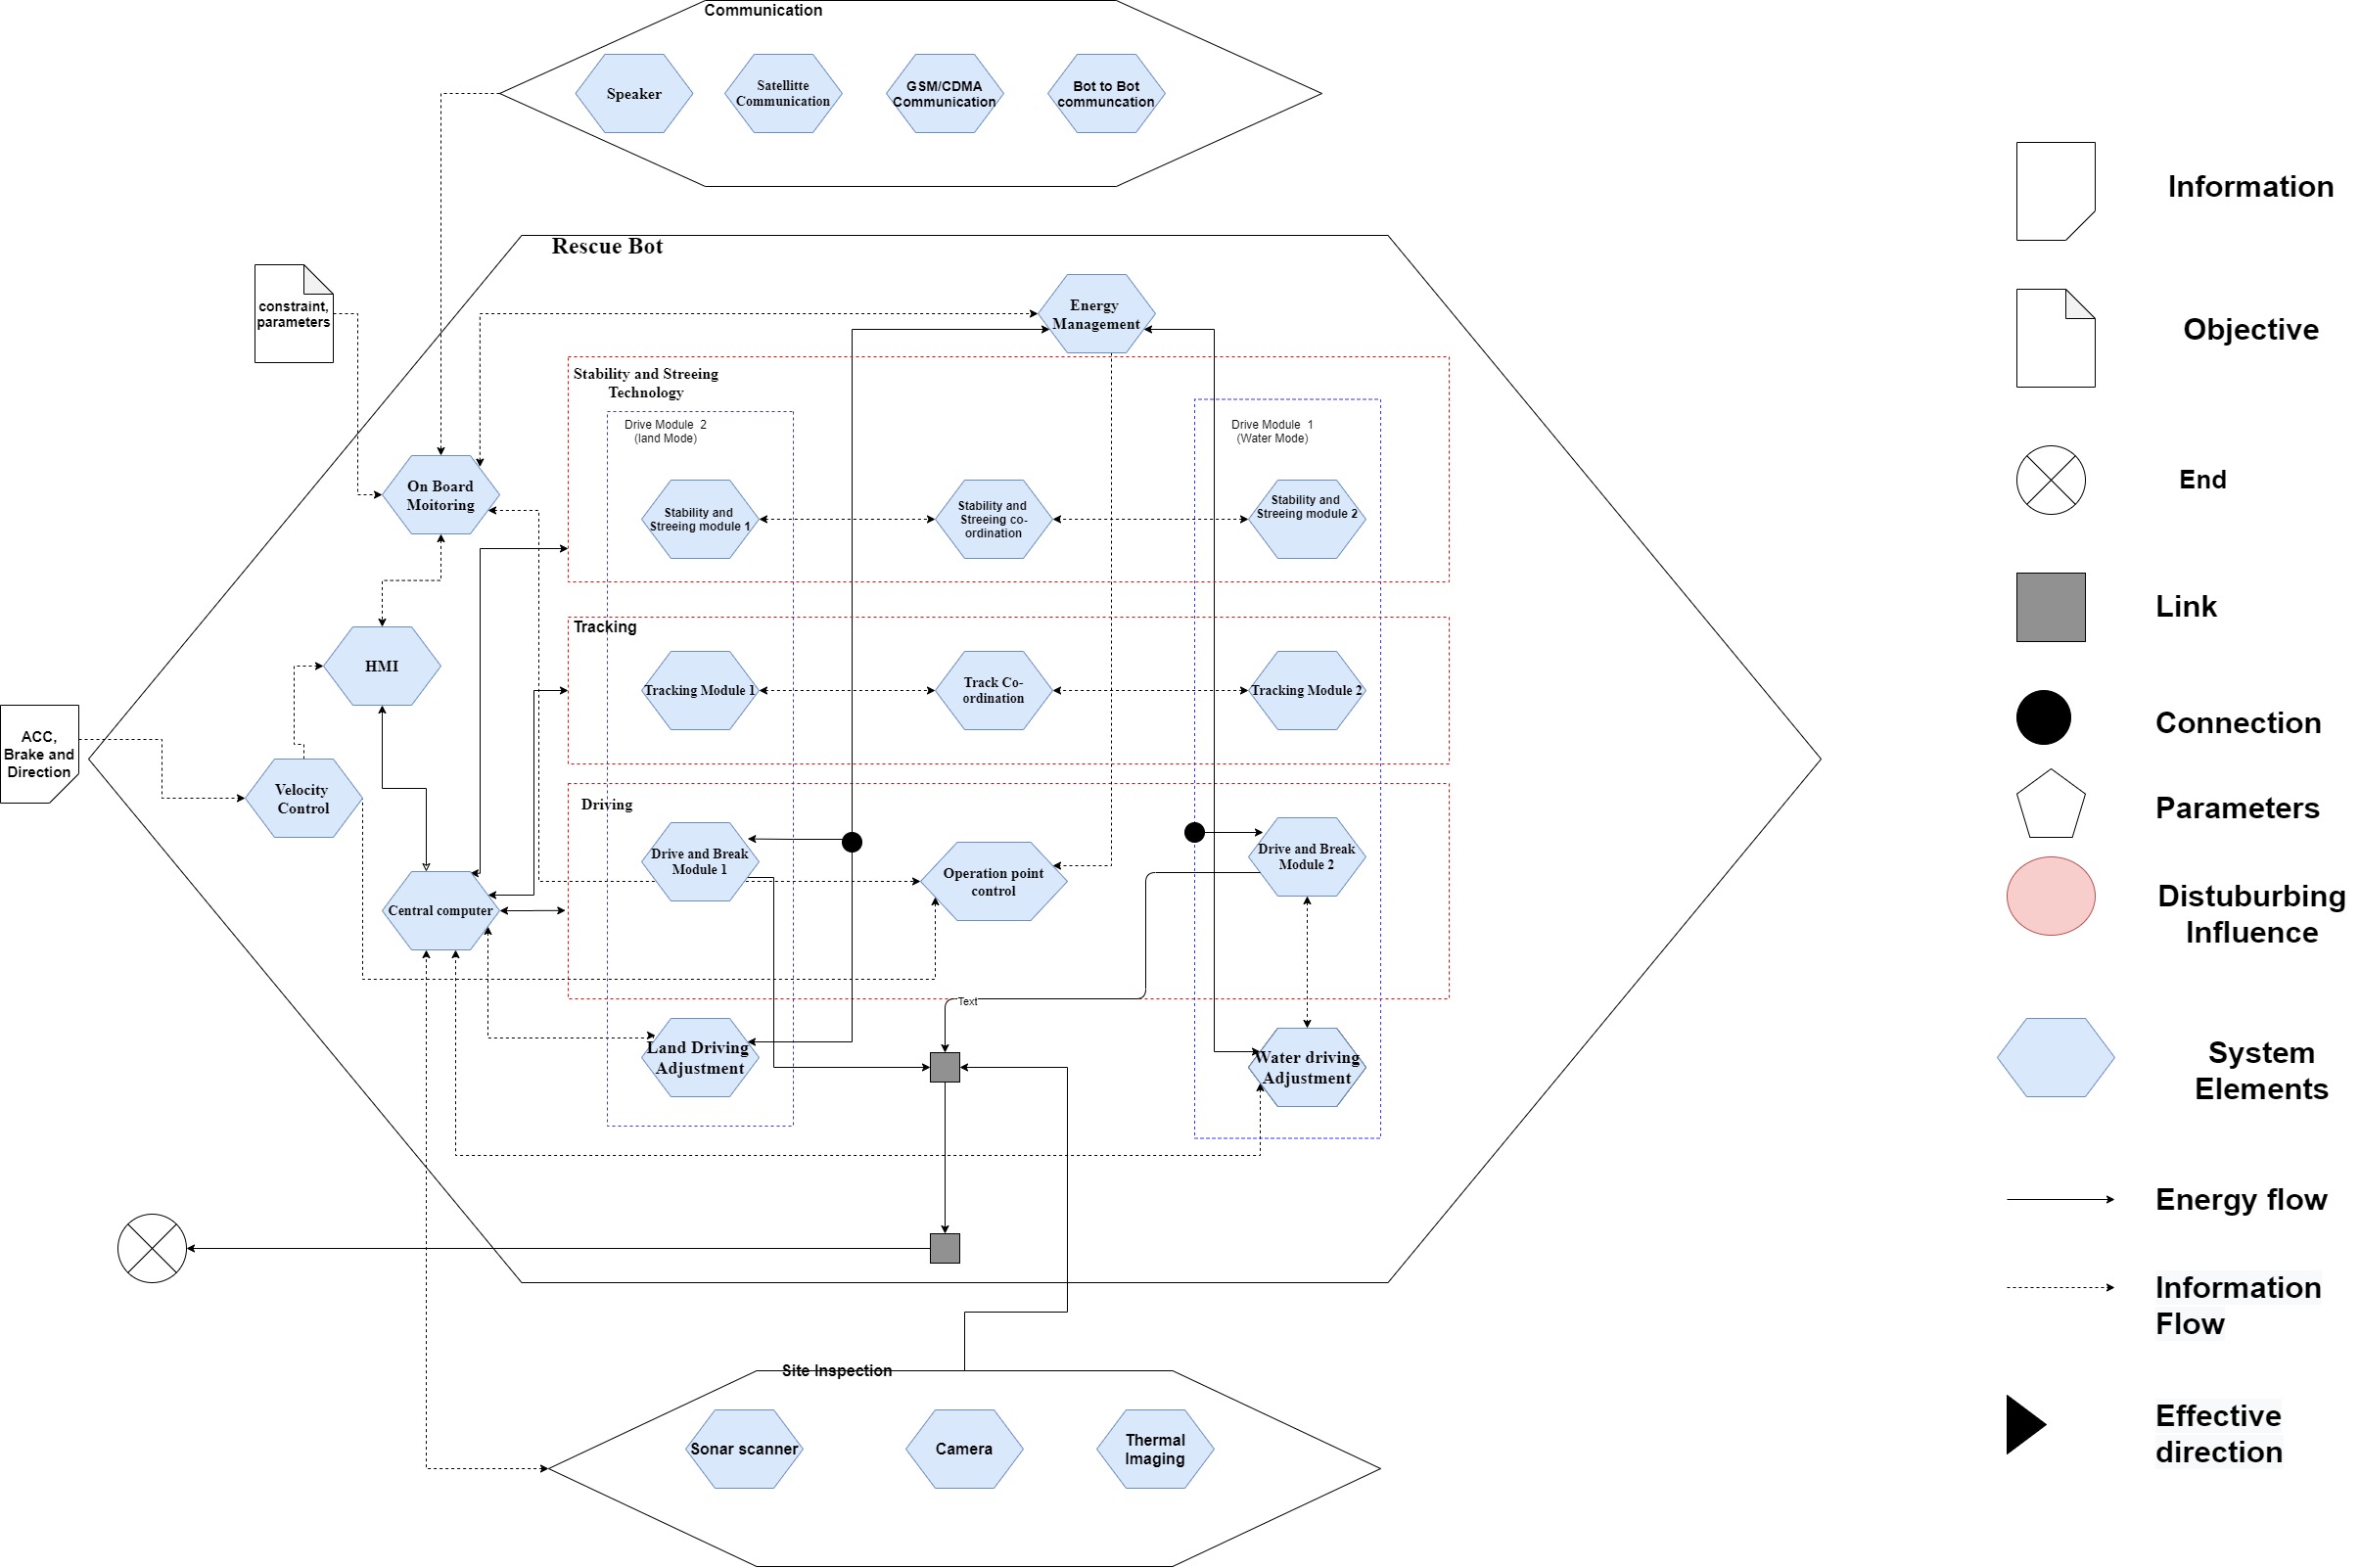 Communication
Speaker
Satellitte
Communication
GSM/CDMA
Communication
Bot to Bot
communcation
Rescue Bot
constraint,
parameters
Energy
Management
Stability and Streeing
Technology
Drive Module  2
(land Mode)
Drive Module  1
(Water Mode)
On Board
Moitoring
Stability and
Streeing module 1
Stability and
Streeing co-
ordination
Stability and
Streeing module 2
Tracking
HMI
Tracking Module 1
Track Co-
ordination
Tracking Module 2
ACC,
Brake and
Direction
Velocity
Control
Driving
Drive and Break
Module 1
Operation point
control
Drive and Break
Module 2
Central computer
Text
Land Driving
Adjustment
Water driving
Adjustment
Site Inspection
Sonar scanner
Camera
Thermal
Imaging
Information
Objective
End
Link
Connection
Parameters
Distuburbing
Influence
System
Elements
Energy flow
Information
Flow
Effective
direction